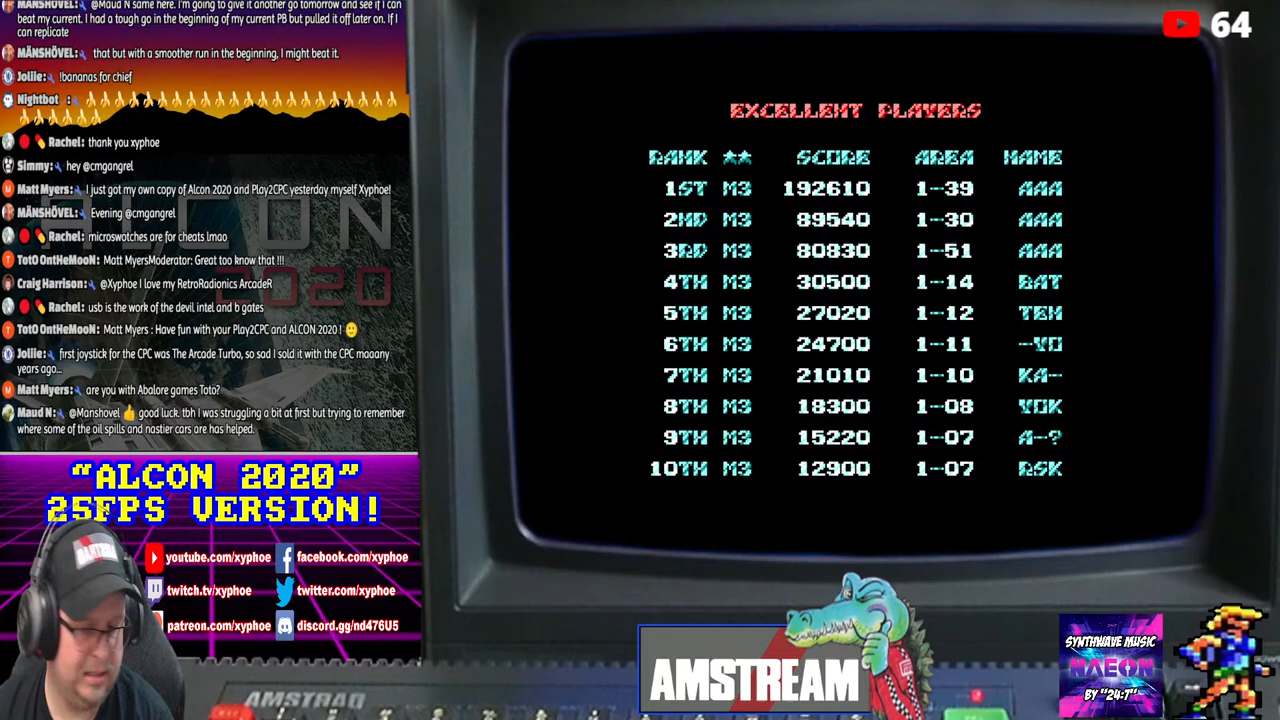 MÄNSHÖVEL: @Maud N same here. I'm going to give it another go tomorrow and see if I can
beat my current. I had a tough go in the beginning of my current PB but pulled it off later on. If I
can replicate
MÄNSHÖVEL: that but with a smoother run in the beginning, I might beat it.
Jollie: !bananas for chief
Nightbot :
Rachel: thank you xyphoe
Simmy: hey @cmgangrel
Matt Myers: I just got my own copy of Alcon 2020 and Play2CPC yesterday myself Xyphoe!
MÄNSHÖVEL: Evening @cmgangrel
Rachel: microswotches are for cheats lmao
TotO OntHeMooN: Matt MyersModerator: Great too know that !!!
Craig Harrison: @Xyphoe I love my RetroRadionics ArcadeR
Rachel: usb is the work of the devil intel and b gates
TotO OntHeMooN: Matt Myers : Have fun with your Play2CPC and ALCON 2020 ! 🙂
Jollie: first joystick for the CPC was The Arcade Turbo, so sad I sold it with the CPC maaany
years ago...
Matt Myers: are you with Abalore games Toto?
Maud N: @Manshovel 👍 good luck. tbh I was struggling a bit at first but trying to remember
where some of the oil spills and nastier cars are has helped.
ALCON
2020
"ALCON 2020"
25FPS VERSION!
youtube.com/xyphoe facebook.com/xyphoe
twitch.tv/xyphoe twitter.com/xyphoe
patreon.com/xyphoe discord.gg/nd476U5
64
EXCELLENT PLAYERS
RANK ★★ SCORE AREA NAME
1ST M3 192610 1-39 AAA
2ND M3 89540 1-30 AAA
3RD M3 80830 1-51 AAA
4TH M3 30500 1-14 BAT
5TH M3 27020 1-12 TEN
6TH M3 24700 1-11 -YO
7TH M3 21010 1-10 KA-
8TH M3 18300 1-08 YOK
9TH M3 15220 1-07 A-?
10TH M3 12900 1-07 RSK
AMSTRAD
AMSTREAM
SYNTHWAVE MUSIC
NAEON
BY "24:7"